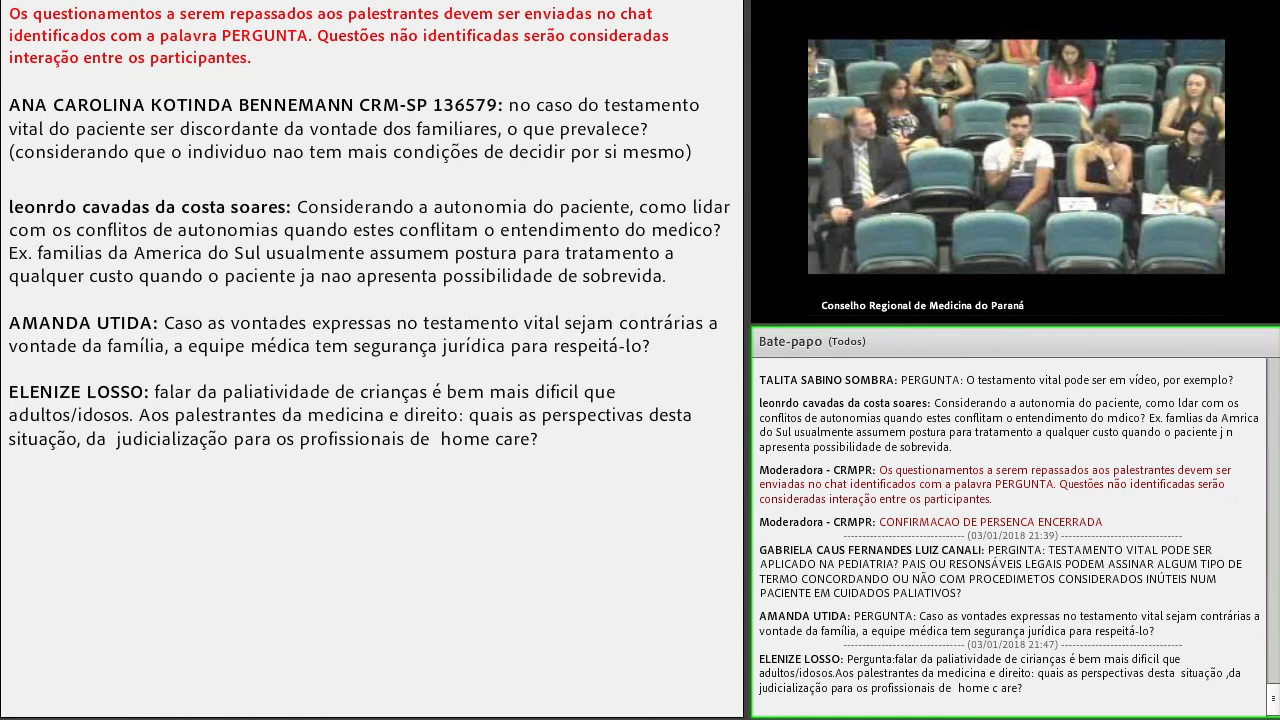 Os questionamentos a serem repassados aos palestrantes devem ser enviadas no chat
identificados com a palavra PERGUNTA. Questões não identificadas serão consideradas
interação entre os participantes.
ANA CAROLINA KOTINDA BENNEMANN CRM-SP 136579: no caso do testamento
vital do paciente ser discordante da vontade dos familiares, o que prevalece?
(considerando que o individuo nao tem mais condições de decidir por si mesmo)
leonrdo cavadas da costa soares: Considerando a autonomia do paciente, como lidar
com os conflitos de autonomias quando estes conflitam o entendimento do medico?
Ex. familias da America do Sul usualmente assumem postura para tratamento a
qualquer custo quando o paciente ja nao apresenta possibilidade de sobrevida.
AMANDA UTIDA: Caso as vontades expressas no testamento vital sejam contrárias a
vontade da família, a equipe médica tem segurança jurídica para respeitá-lo?
ELENIZE LOSSO: falar da paliatividade de crianças é bem mais dificil que
adultos/idosos. Aos palestrantes da medicina e direito: quais as perspectivas desta
situação, da  judicialização para os profissionais de  home care?
Conselho Regional de Medicina do Paraná
Bate-papo (Todos)
TALITA SABINO SOMBRA: PERGUNTA: O testamento vital pode ser em vídeo, por exemplo?
leonrdo cavadas da costa soares: Considerando a autonomia do paciente, como ldar com os
conflitos de autonomias quando estes conflitam o entendimento do mdico? Ex. famlias da Amrica
do Sul usualmente assumem postura para tratamento a qualquer custo quando o paciente j n
apresenta possibilidade de sobrevida.
Moderadora - CRMPR: Os questionamentos a serem repassados aos palestrantes devem ser
enviadas no chat identificados com a palavra PERGUNTA. Questões não identificadas serão
consideradas interação entre os participantes.
Moderadora - CRMPR: CONFIRMACAO DE PERSENCA ENCERRADA
------------------------------ (03/01/2018 21:39) ------------------------------
GABRIELA CAUS FERNANDES LUIZ CANALI: PERGINTA: TESTAMENTO VITAL PODE SER
APLICADO NA PEDIATRIA? PAIS OU RESONSÁVEIS LEGAIS PODEM ASSINAR ALGUM TIPO DE
TERMO CONCORDANDO OU NÃO COM PROCEDIMETOS CONSIDERADOS INÚTEIS NUM
PACIENTE EM CUIDADOS PALIATIVOS?
AMANDA UTIDA: PERGUNTA: Caso as vontades expressas no testamento vital sejam contrárias a
vontade da família, a equipe médica tem segurança jurídica para respeitá-lo?
------------------------------ (03/01/2018 21:47) ------------------------------
ELENIZE LOSSO: Pergunta:falar da paliatividade de cirianças é bem mais dificil que
adultos/idosos.Aos palestrantes da medicina e direito: quais as perspectivas desta  situação ,da
judicialização para os profissionais de  home c are?